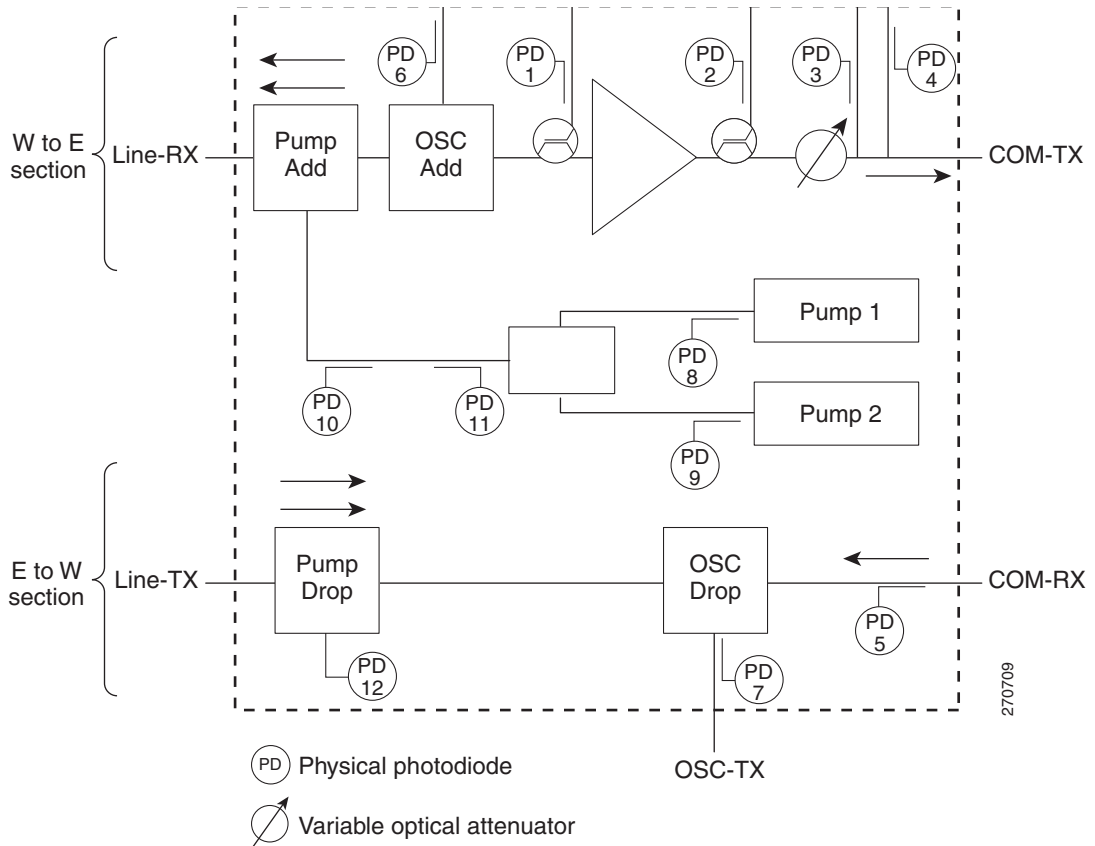 PD
6
PD
1
PD
2
PD
3
PD
4
W to E
section
Line-RX
Pump
Add
OSC
Add
COM-TX
Pump 1
PD
8
PD
10
PD
11
Pump 2
PD
9
E to W
section
Line-TX
Pump
Drop
OSC
Drop
COM-RX
PD
5
PD
12
PD
7
270709
OSC-TX
PD Physical photodiode
Variable optical attenuator